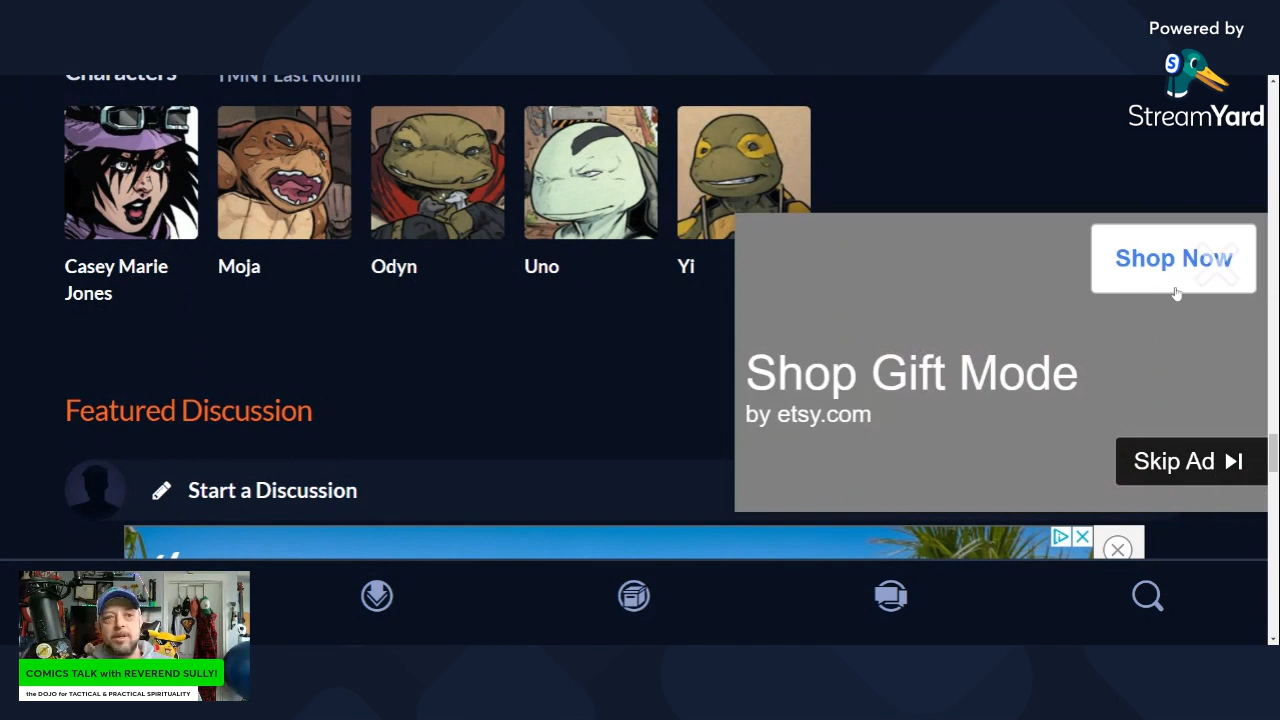 Powered by
StreamYard
Characters
TMNT Last Ronin
Casey Marie
Jones
Moja
Odyn
Uno
Yi
Shop Now
Shop Gift Mode
by etsy.com
Skip Ad
Featured Discussion
Start a Discussion
COMICS TALK with REVEREND SULLY!
the DOJO for TACTICAL & PRACTICAL SPIRITUALITY